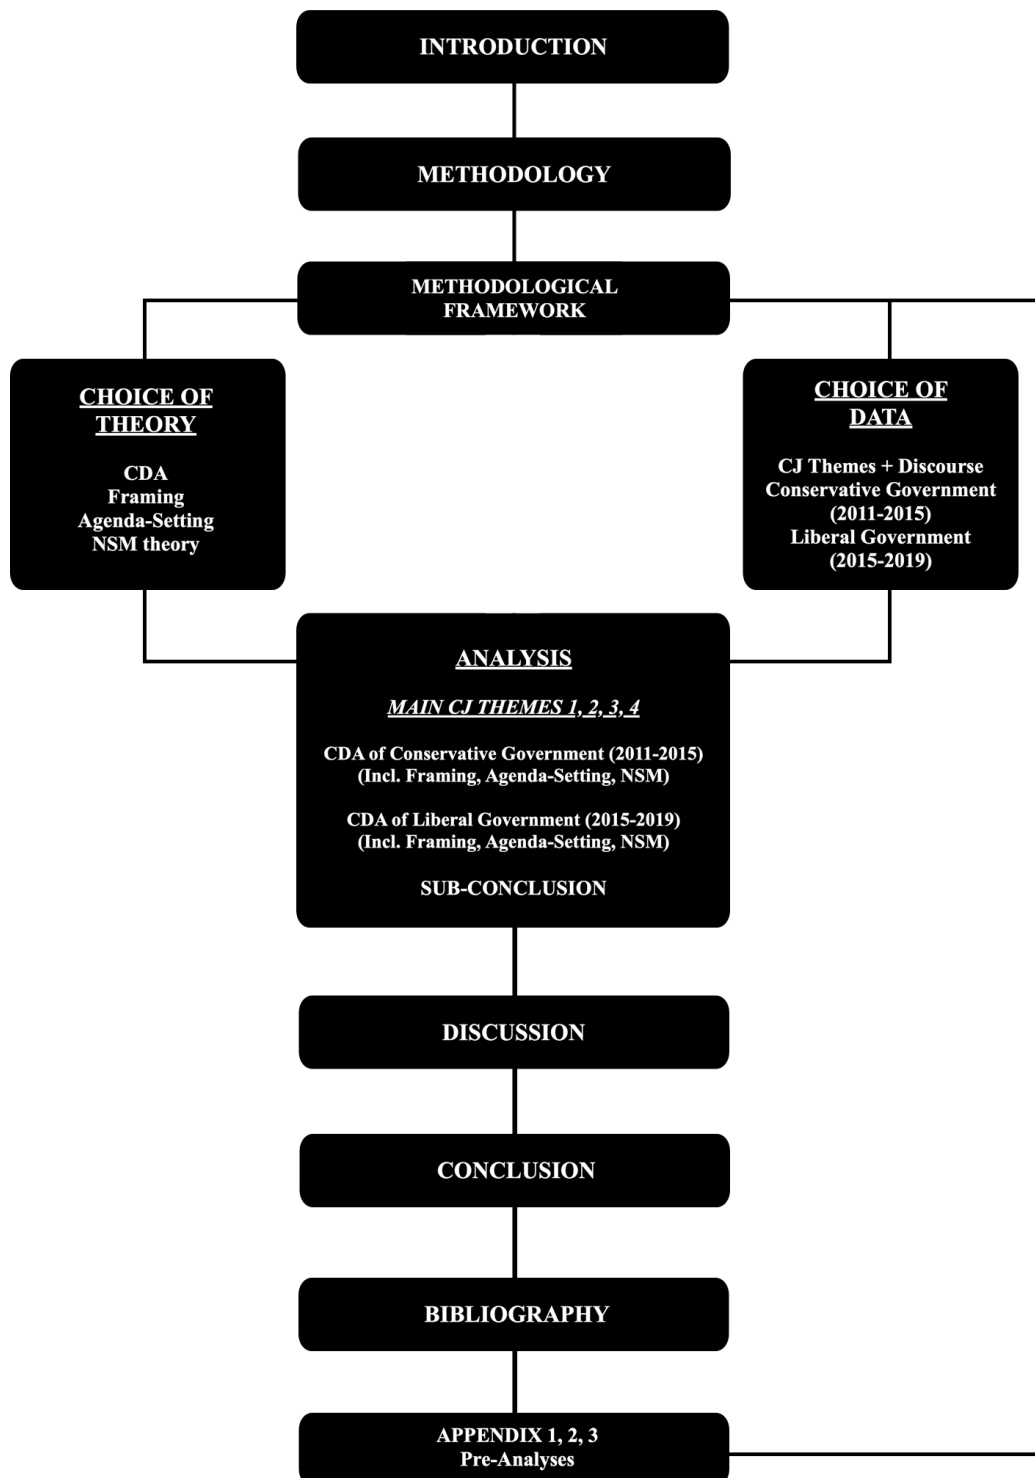 INTRODUCTION
METHODOLOGY
METHODOLOGICAL
FRAMEWORK
CHOICE OF
THEORY
CDA
Framing
Agenda-Setting
NSM theory
CHOICE OF
DATA
CJ Themes + Discourse
Conservative Government
(2011-2015)
Liberal Government
(2015-2019)
ANALYSIS
MAIN CJ THEMES 1, 2, 3, 4
CDA of Conservative Government (2011-2015)
(Incl. Framing, Agenda-Setting, NSM)
CDA of Liberal Government (2015-2019)
(Incl. Framing, Agenda-Setting, NSM)
SUB-CONCLUSION
DISCUSSION
CONCLUSION
BIBLIOGRAPHY
APPENDIX 1, 2, 3
Pre-Analyses